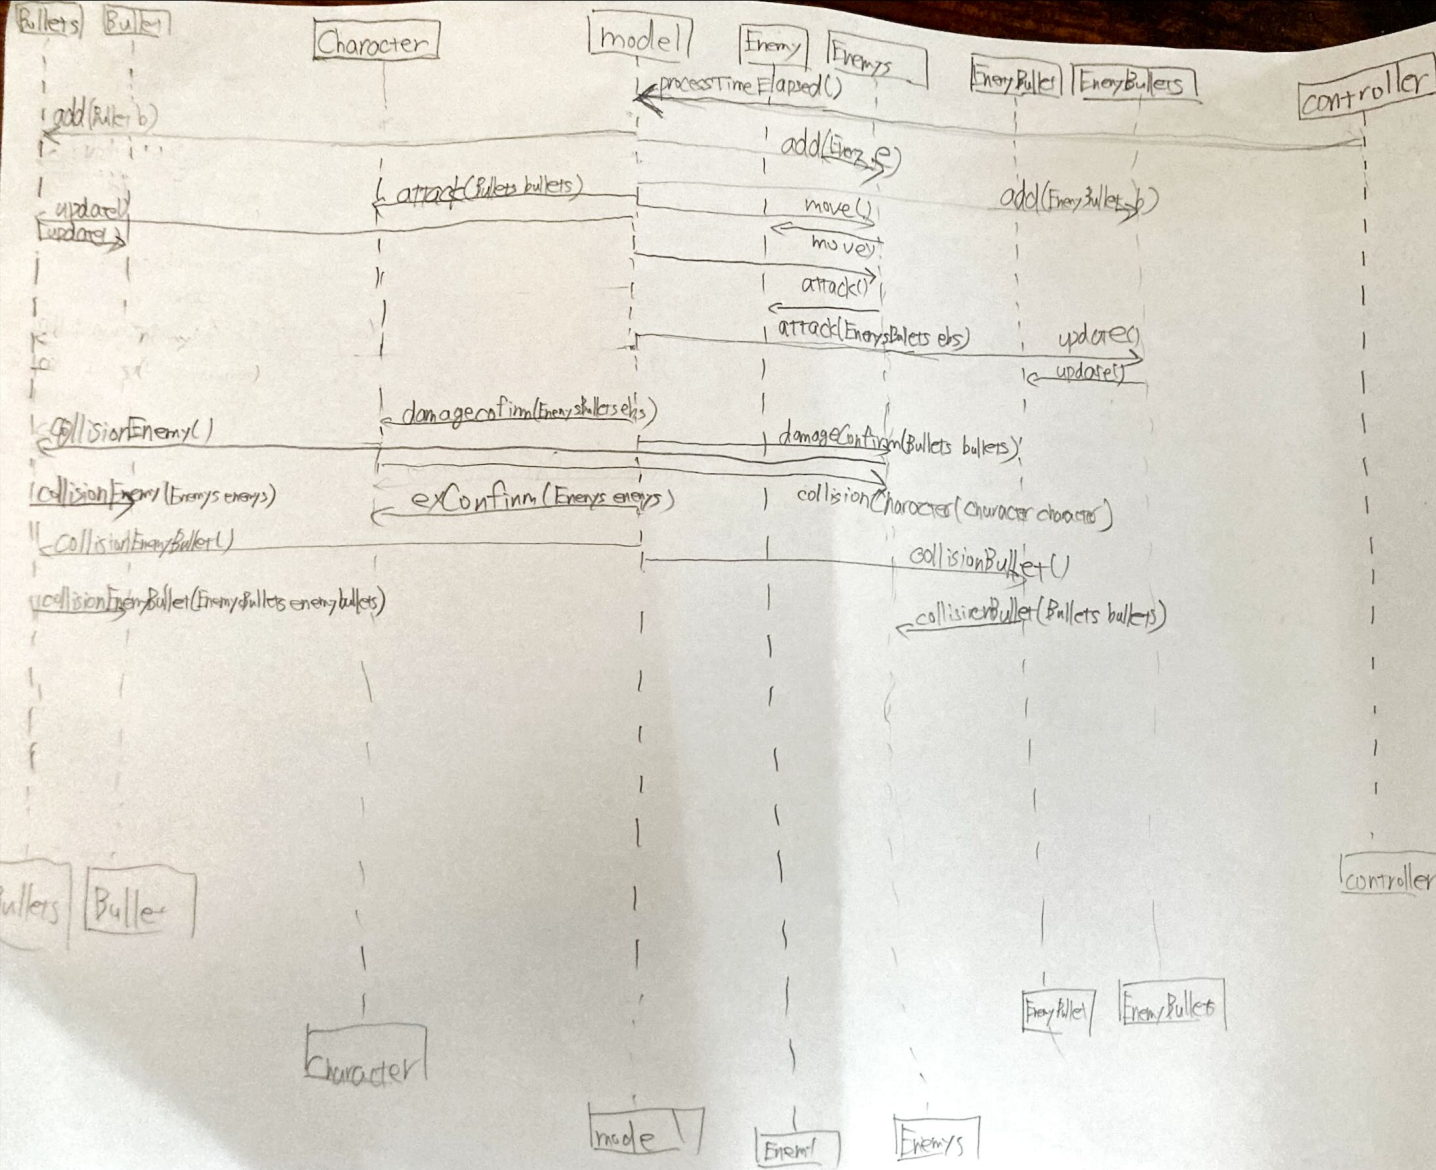 Bullets Bullet
Character
model
Enemy
Enemys
EnemyBullet
EnemyBullets
controller
processTimeElapsed()
add(Bullet b)
add(Enemy e)
attack(Bullets bullets)
add(EnemyBullet b)
update()
move()
update()
move()
attack()
attack(EnemysBullets ebs)
update()
update()
damagecofirm(EnemysBullets ebs)
collisionEnemy()
damageConfirm(Bullets bullets)
collisionEnemy(Enemys enemys)
exConfirm(Enemys enemys)
collisionCharacter(Character character)
collisionEnemyBullet()
collisionBullet()
collisionEnemyBullet(EnemyBullets enemybullets)
collisionBullet(Bullets bullets)
controller
ullets
Bullet
EnemyBullet
EnemyBullets
Character
model
Enemy
Enemys